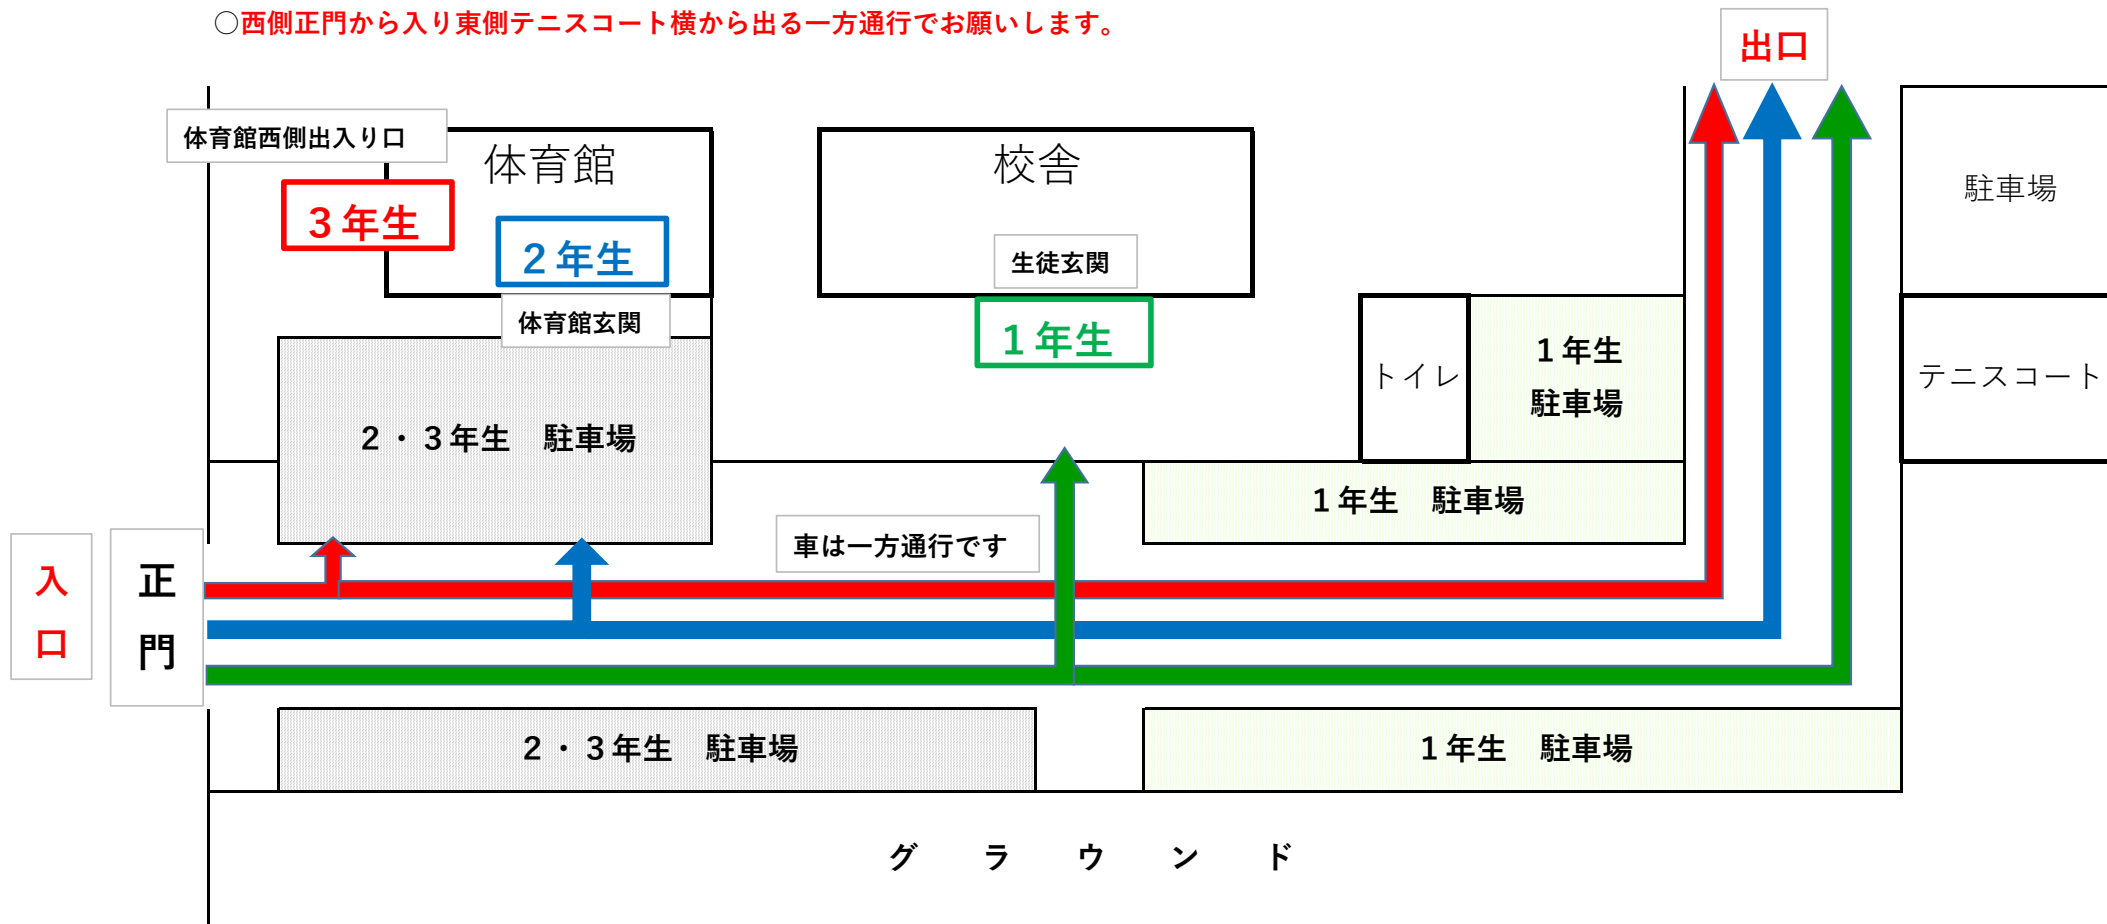 ○西側正門から入り東側テニスコート横から出る一方通行でお願いします。
出口
体育館西側出入り口
体育館
校舎
駐車場
３年生
２年生
生徒玄関
体育館玄関
１年生
トイレ
１年生
駐車場
テニスコート
２・３年生　駐車場
１年生　駐車場
車は一方通行です
入
口
正
門
２・３年生　駐車場
１年生　駐車場
グ　ラ　ウ　ン　ド